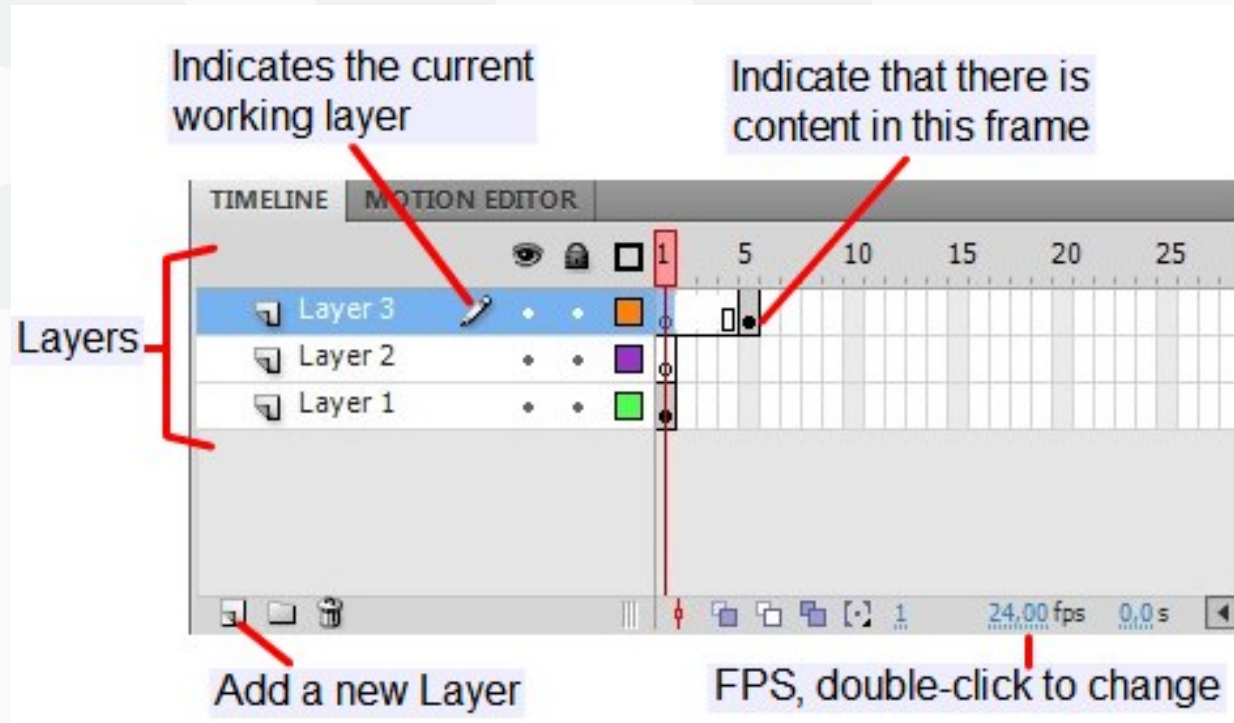 Indicates the current
working layer
Indicate that there is
content in this frame
TIMELINE MOTION EDITOR
1 5 10 15 20 25
Layers
Layer 3
Layer 2
Layer 1
1 24,00 fps 0,0 s
Add a new Layer
FPS, double-click to change